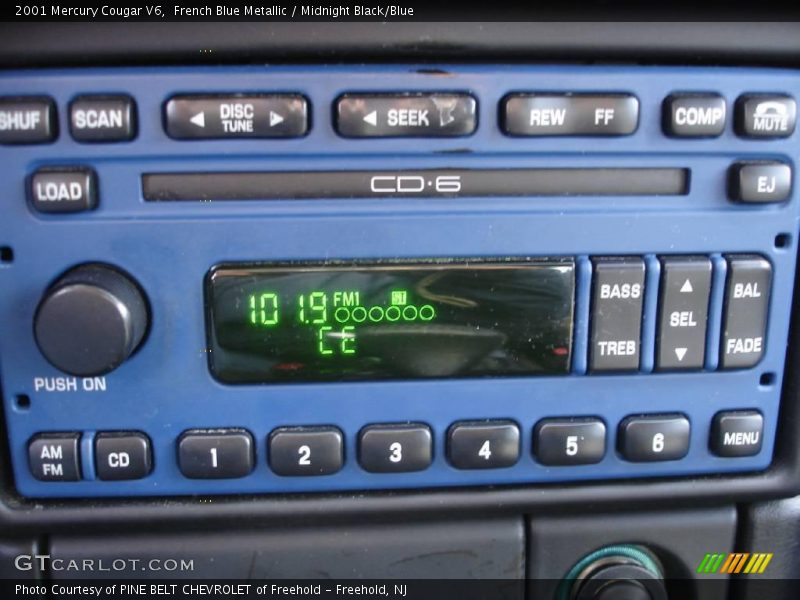 2001 Mercury Cougar V6,  French Blue Metallic / Midnight Black/Blue
SHUF SCAN DISC TUNE SEEK REW FF COMP MUTE
LOAD CD·6 EJ
101.9 FM1
CE
BASS SEL BAL
TREB FADE
PUSH ON
AM FM CD 1 2 3 4 5 6 MENU
GTCARLOT.COM
Photo Courtesy of PINE BELT CHEVROLET of Freehold - Freehold, NJ